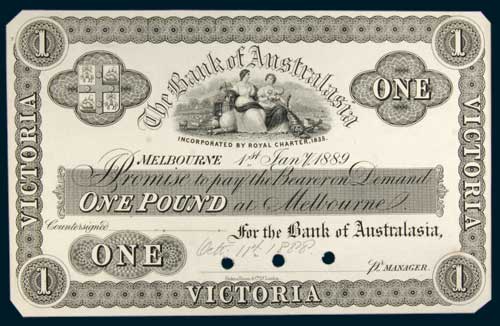 1 1
The Bank of Australasia
ONE
INCORPORATED BY ROYAL CHARTER, 1835.
MELBOURNE 1st Jany 1889
I Promise to pay the Bearer on Demand
ONE POUND at Melbourne
Countersigned
For the Bank of Australasia,
ONE
Octr. 11th 1888.
pr. MANAGER.
VICTORIA
VICTORIA
1 VICTORIA 1